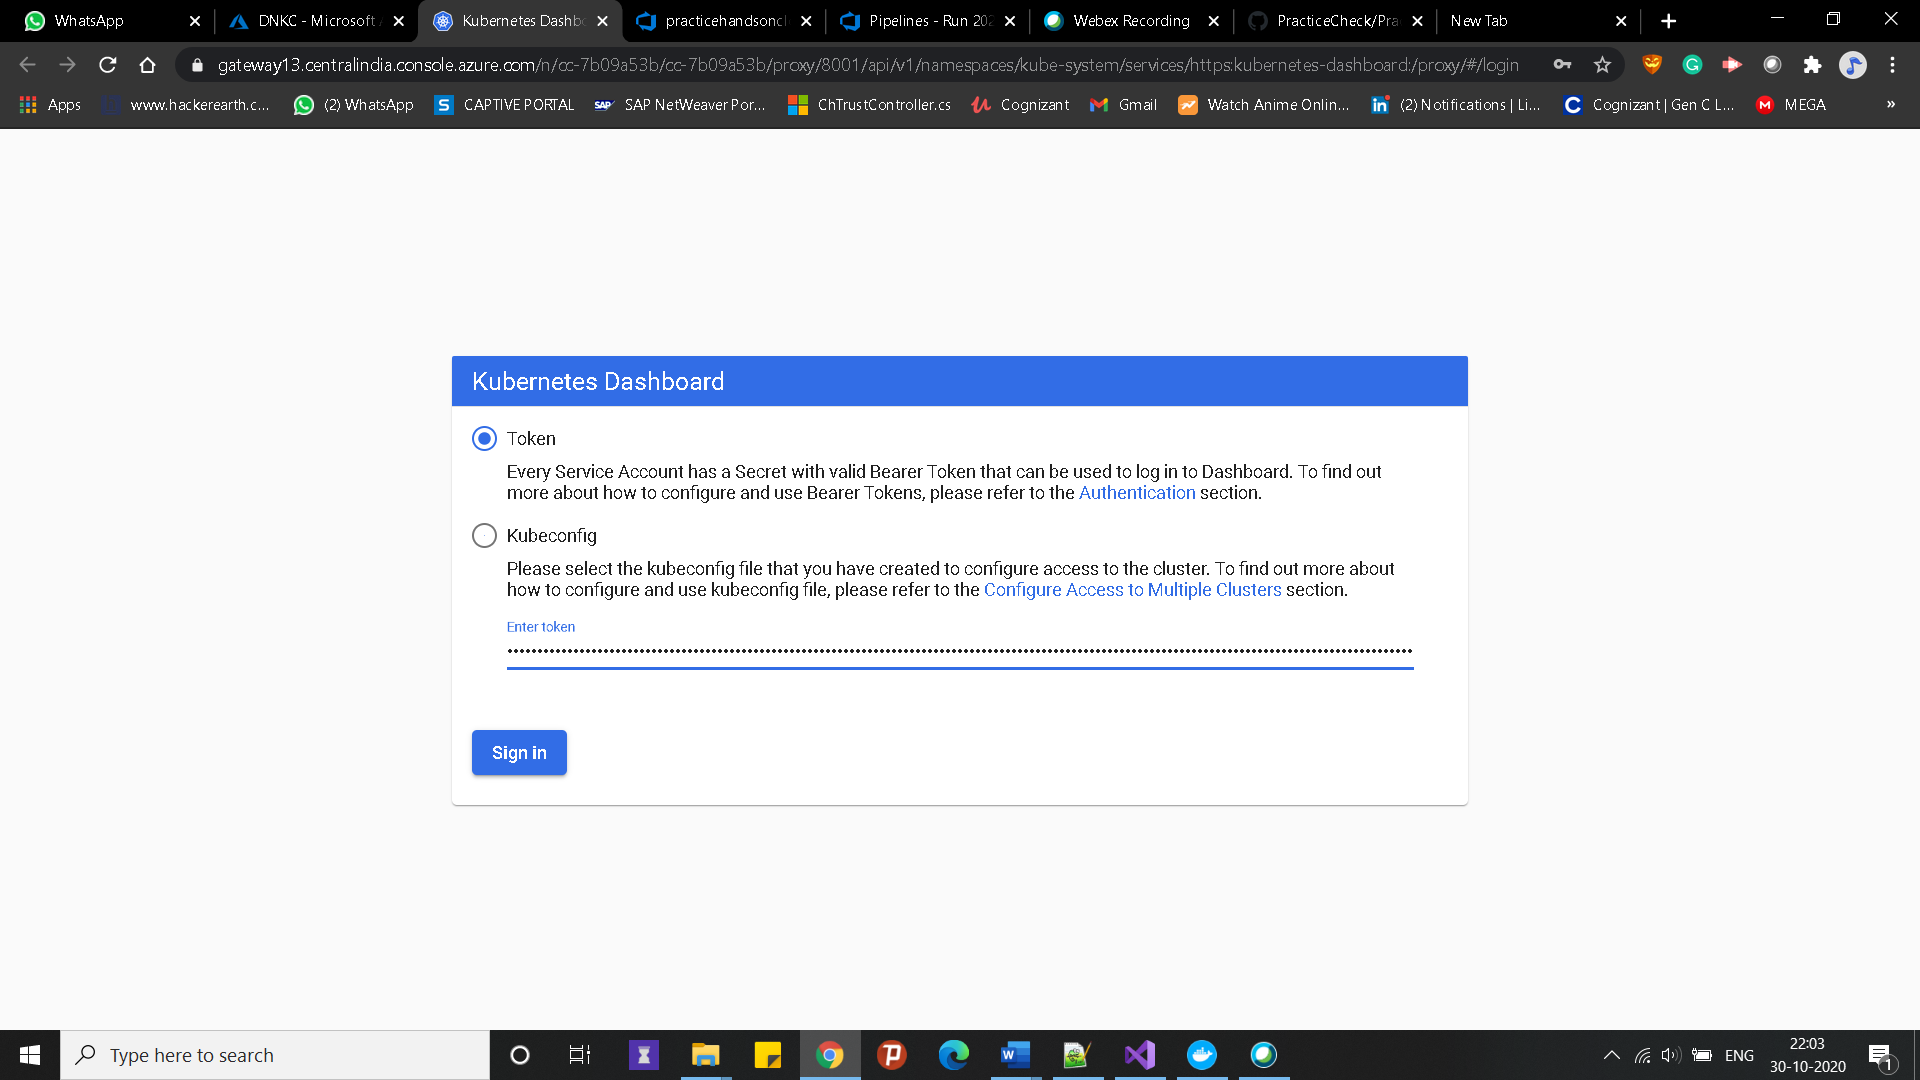 WhatsApp
DNKC - Microsoft
Kubernetes Dashbo
practicehandsoncl
Pipelines - Run 202
Webex Recording
PracticeCheck/Pra
New Tab
gateway13.centralindia.console.azure.com/n/cc-7b09a53b/cc-7b09a53b/proxy/8001/api/v1/namespaces/kube-system/services/https:kubernetes-dashboard:/proxy/#/login
Apps
www.hackerearth.c...
(2) WhatsApp
S CAPTIVE PORTAL
SAP SAP NetWeaver Por...
ChTrustController.cs
Cognizant
Gmail
Watch Anime Onlin...
in (2) Notifications | Li...
C Cognizant | Gen C L...
M MEGA
»
Kubernetes Dashboard
Token
Every Service Account has a Secret with valid Bearer Token that can be used to log in to Dashboard. To find out
more about how to configure and use Bearer Tokens, please refer to the Authentication section.
Kubeconfig
Please select the kubeconfig file that you have created to configure access to the cluster. To find out more about
how to configure and use kubeconfig file, please refer to the Configure Access to Multiple Clusters section.
Enter token
Sign in
Type here to search
ENG
22:03
30-10-2020
1